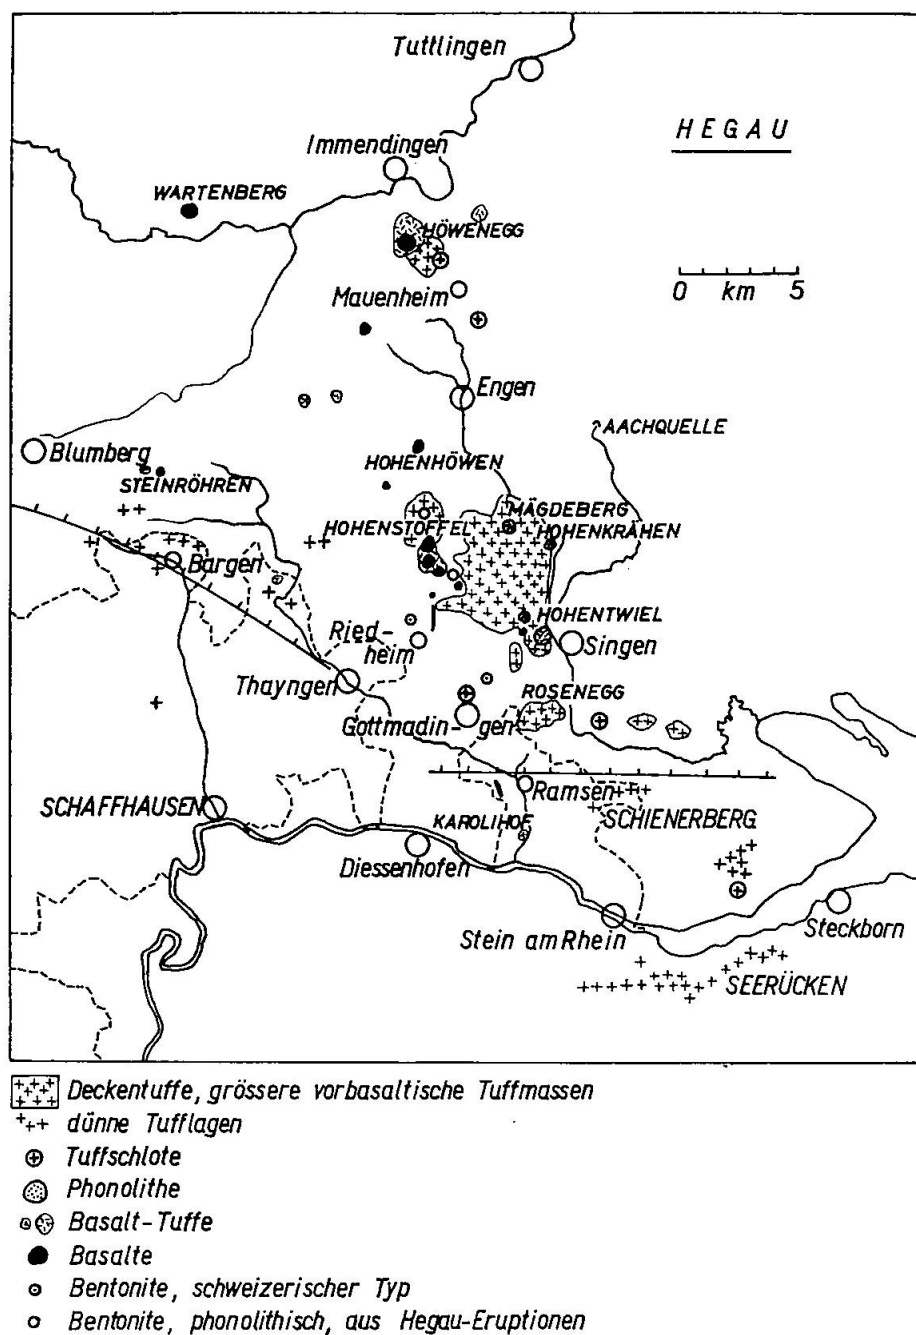 Tuttlingen
HEGAU
Immendingen
WARTENBERG
HÖWENEGG
0 km 5
Mauenheim
Engen
AACHQUELLE
Blumberg
HOHENHÖWEN
STEINRÖHREN
MÄGDEBERG
HOHENSTOFFEL
HOHENKRÄHEN
Bargen
HOHENTWIEL
Ried-
heim
Singen
Thayngen
ROSENEGG
Gottmadin-gen
Ramsen
SCHAFFHAUSEN
KAROLIHOF
SCHIENERBERG
Diessenhofen
Stein am Rhein
Steckborn
SEERÜCKEN
Deckentuffe, grössere vorbasaltische Tuffmassen
dünne Tufflagen
Tuffschlote
Phonolithe
Basalt-Tuffe
Basalte
Bentonite, schweizerischer Typ
Bentonite, phonolithisch, aus Hegau-Eruptionen